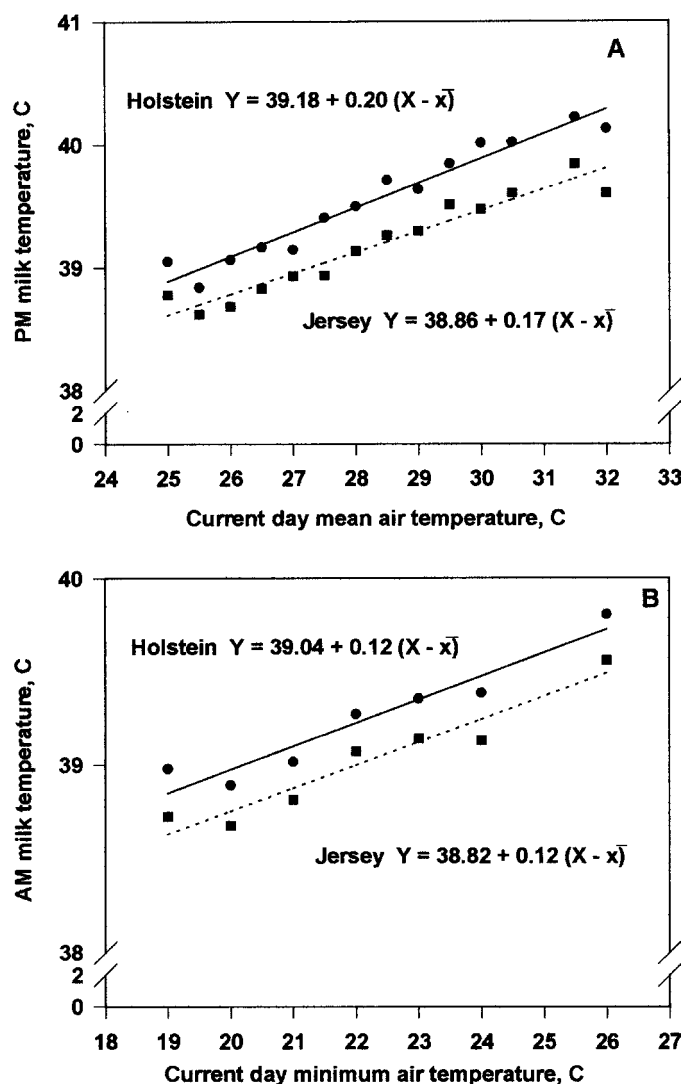 A
41
40
39
38
2
0
PM milk temperature, C
Holstein Y = 39.18 + 0.20 (X - x̅)
Jersey Y = 38.86 + 0.17 (X - x̅)
24 25 26 27 28 29 30 31 32 33
Current day mean air temperature, C
B
40
39
38
2
0
AM milk temperature, C
Holstein Y = 39.04 + 0.12 (X - x̅)
Jersey Y = 38.82 + 0.12 (X - x̅)
18 19 20 21 22 23 24 25 26 27
Current day minimum air temperature, C